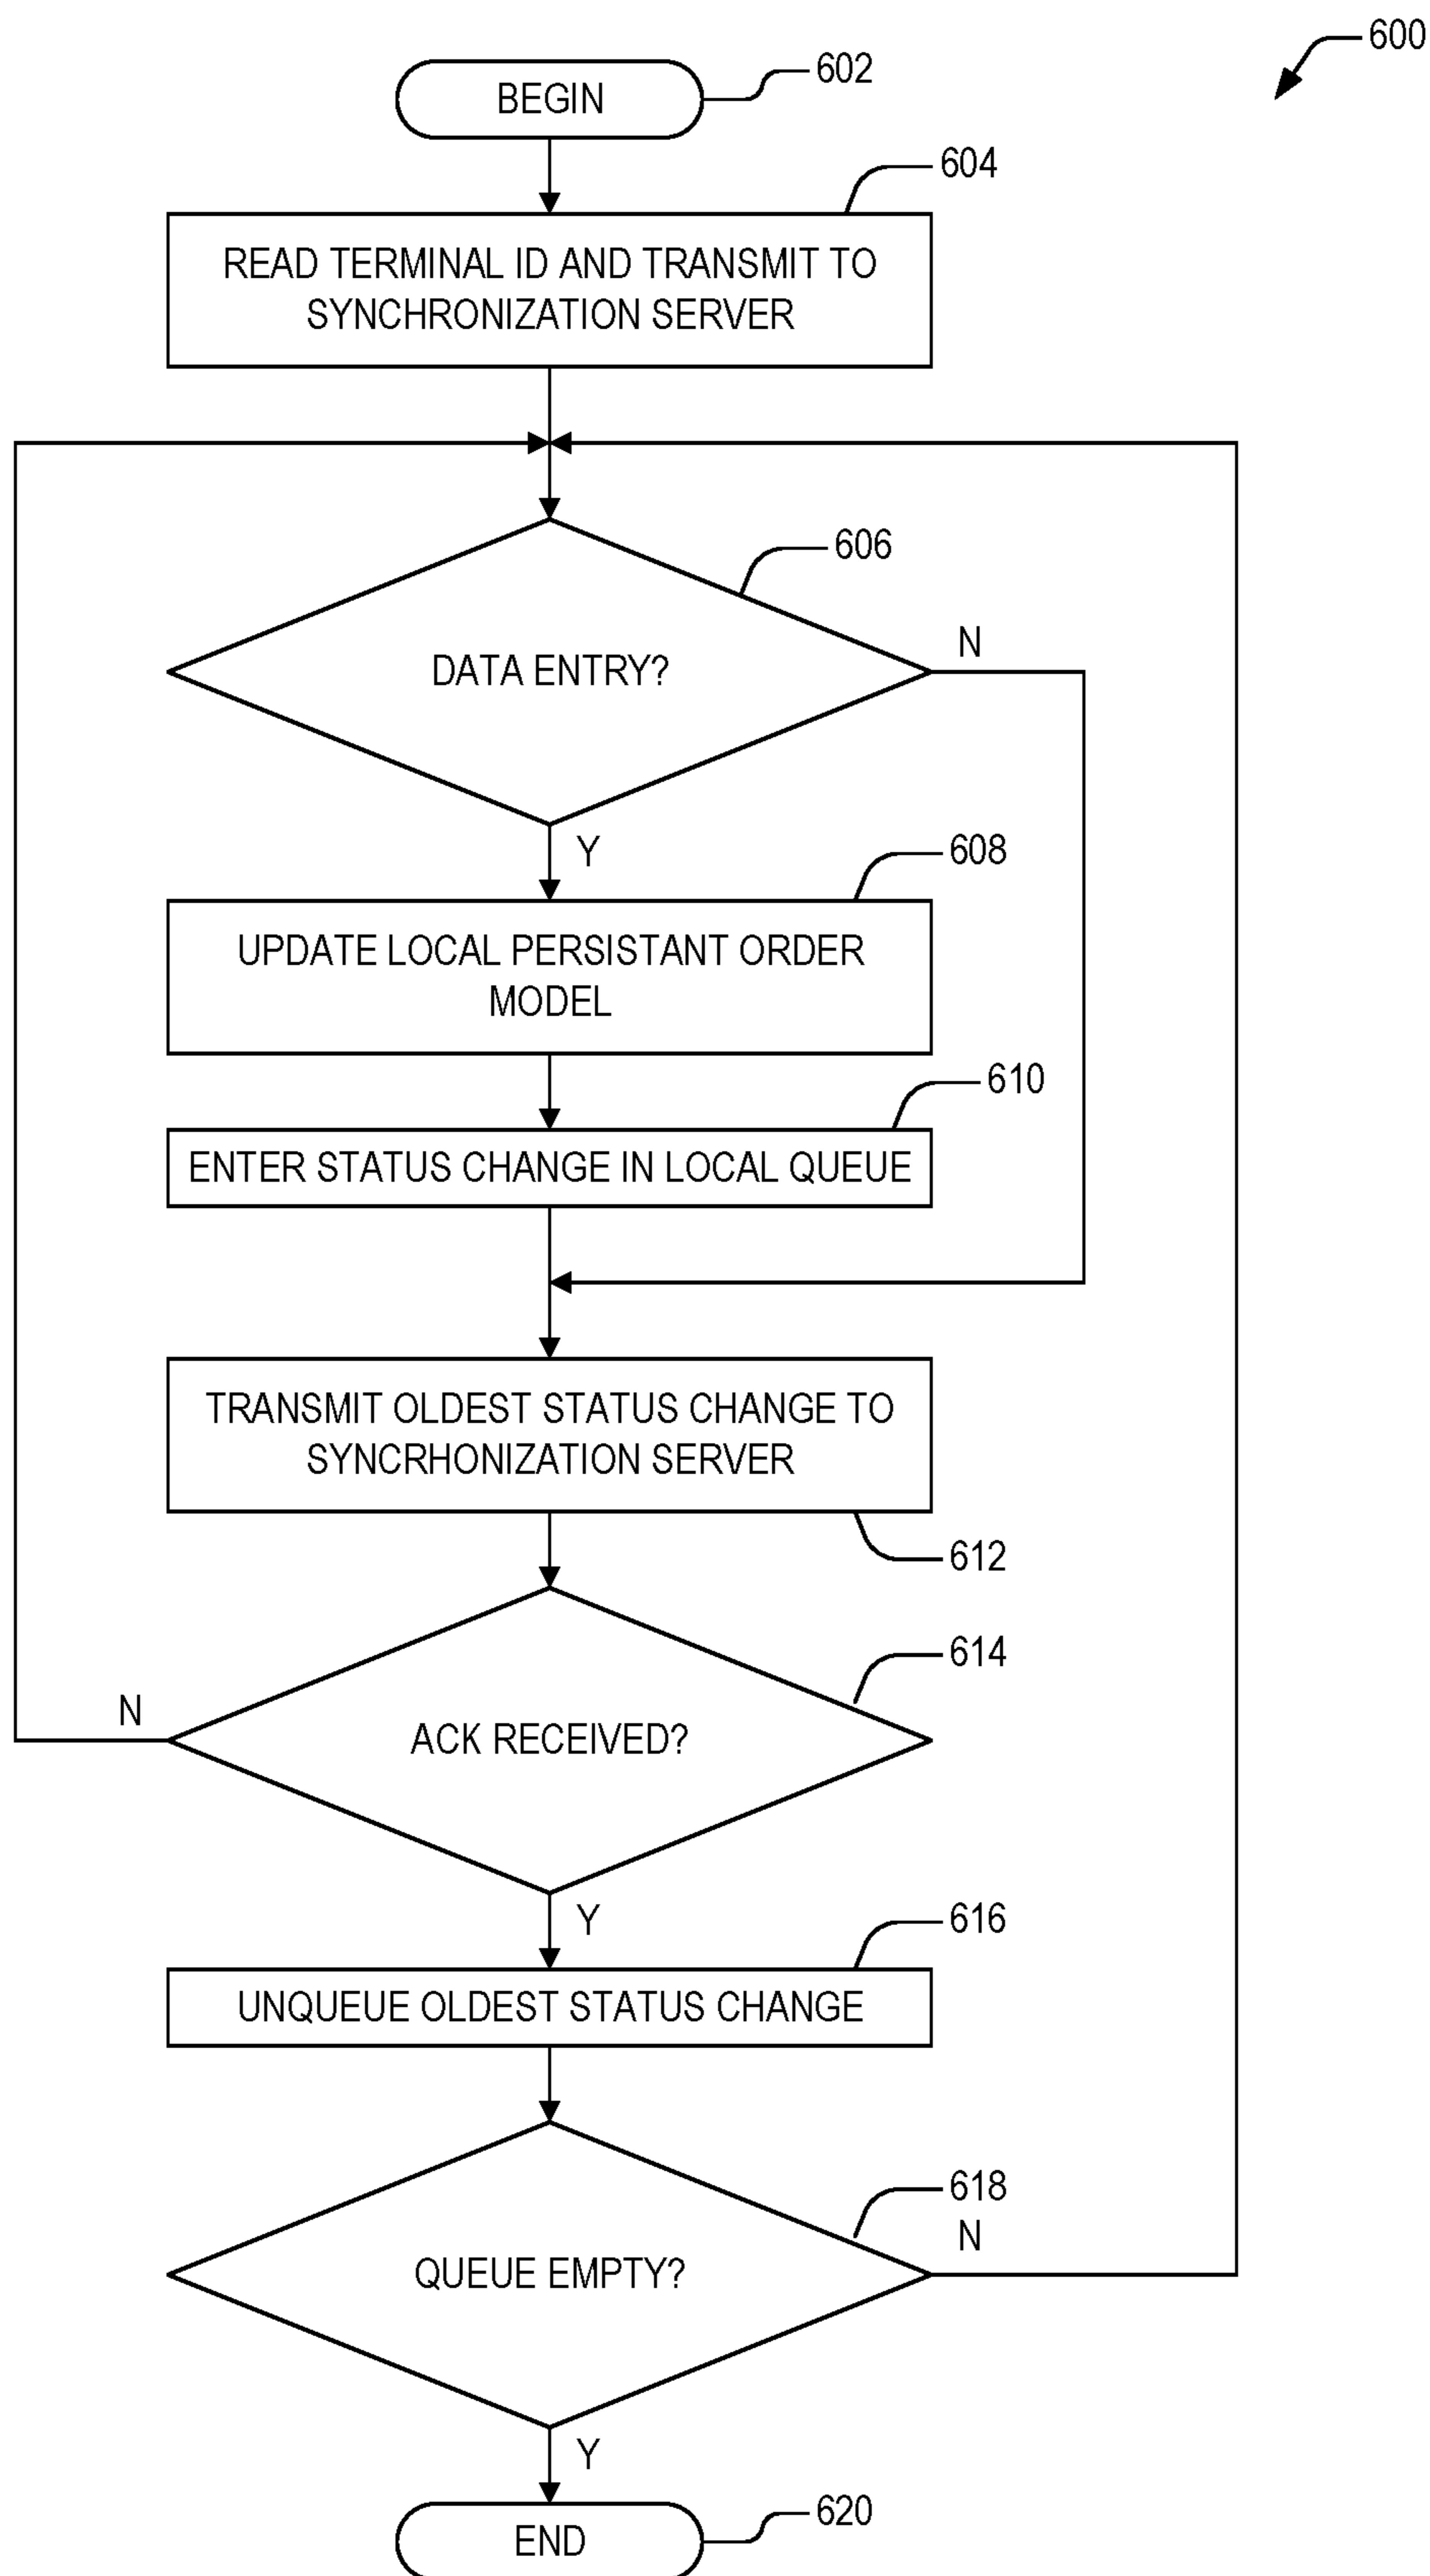 600
BEGIN
602
604
READ TERMINAL ID AND TRANSMIT TO
SYNCHRONIZATION SERVER
606
DATA ENTRY?
N
Y
608
UPDATE LOCAL PERSISTANT ORDER
MODEL
610
ENTER STATUS CHANGE IN LOCAL QUEUE
TRANSMIT OLDEST STATUS CHANGE TO
SYNCRHONIZATION SERVER
612
614
N
ACK RECEIVED?
Y
616
UNQUEUE OLDEST STATUS CHANGE
618
N
QUEUE EMPTY?
Y
620
END